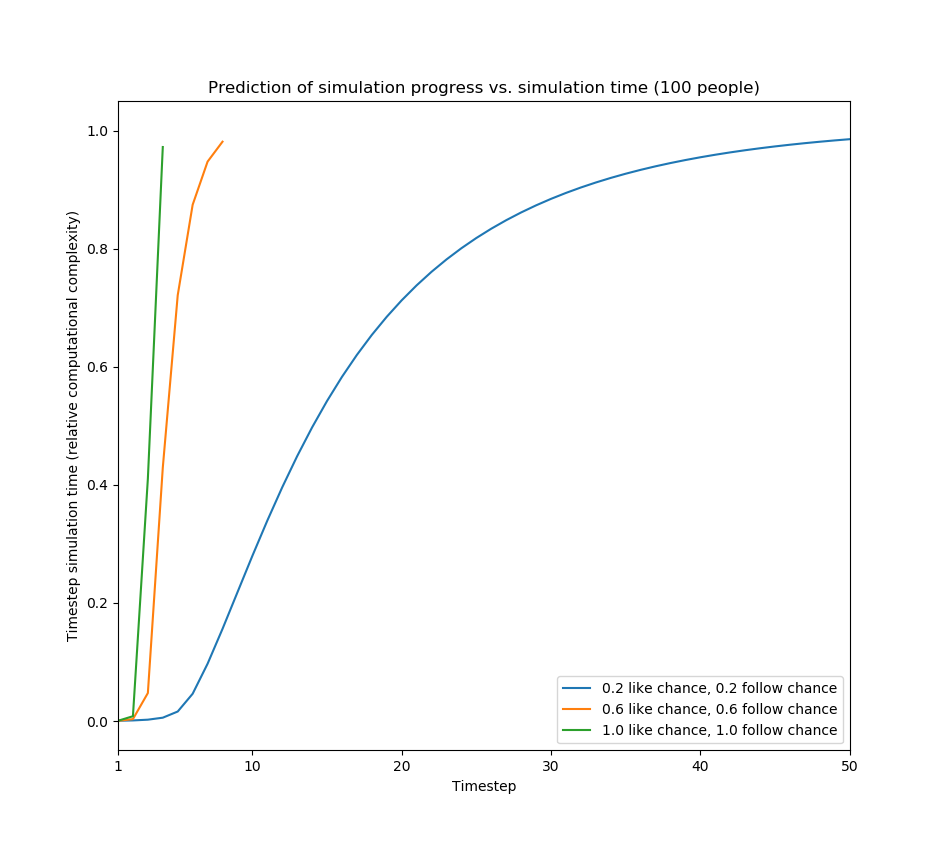 Prediction of simulation progress vs. simulation time (100 people)
Timestep simulation time (relative computational complexity)
1.0
0.8
0.6
0.4
0.2
0.0
0.2 like chance, 0.2 follow chance
0.6 like chance, 0.6 follow chance
1.0 like chance, 1.0 follow chance
1 10 20 30 40 50
Timestep